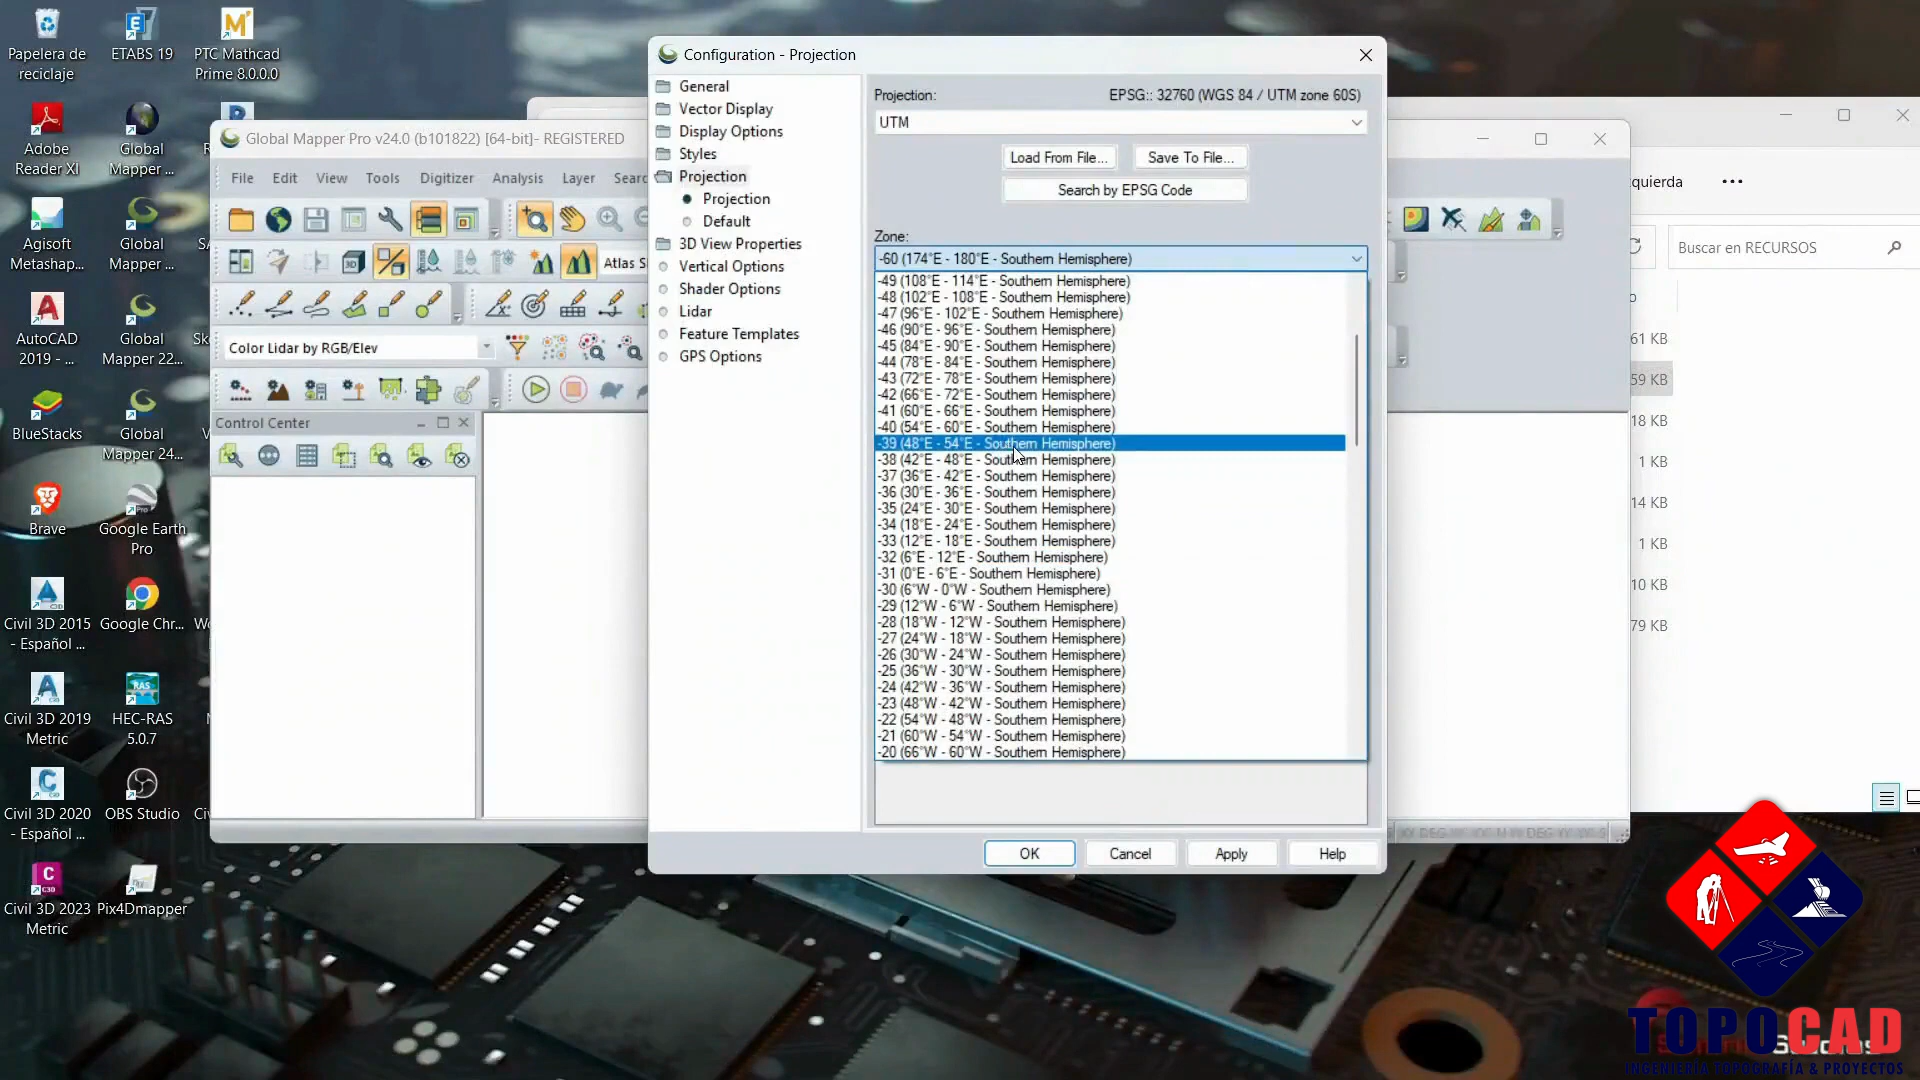 Papelera de
reciclaje
ETABS 19
PTC Mathcad
Prime 8.0.0.0
Adobe
Reader XI
Global
Mapper ...
Agisoft
Metashap...
Global
Mapper ...
AutoCAD
2019 - ...
Global
Mapper 22...
BlueStacks
Global
Mapper 24...
Brave
Google Earth
Pro
Civil 3D 2015
- Español ...
Google Chr...
Civil 3D 2019
Metric
HEC-RAS
5.0.7
Civil 3D 2020
- Español ...
OBS Studio
Civil 3D 2023
Metric
Pix4Dmapper
Global Mapper Pro v24.0 (b101822) [64-bit]- REGISTERED
File Edit View Tools Digitizer Analysis Layer Searc
Atlas S
Color Lidar by RGB/Elev
Control Center
Configuration - Projection
General
Vector Display
Display Options
Styles
Projection
Projection
Default
3D View Properties
Vertical Options
Shader Options
Lidar
Feature Templates
GPS Options
Projection:
EPSG:: 32760 (WGS 84 / UTM zone 60S)
UTM
Load From File...
Save To File...
Search by EPSG Code
Zone:
-60 (174°E - 180°E - Southern Hemisphere)
-49 (108°E - 114°E - Southern Hemisphere)
-48 (102°E - 108°E - Southern Hemisphere)
-47 (96°E - 102°E - Southern Hemisphere)
-46 (90°E - 96°E - Southern Hemisphere)
-45 (84°E - 90°E - Southern Hemisphere)
-44 (78°E - 84°E - Southern Hemisphere)
-43 (72°E - 78°E - Southern Hemisphere)
-42 (66°E - 72°E - Southern Hemisphere)
-41 (60°E - 66°E - Southern Hemisphere)
-40 (54°E - 60°E - Southern Hemisphere)
-39 (48°E - 54°E - Southern Hemisphere)
-38 (42°E - 48°E - Southern Hemisphere)
-37 (36°E - 42°E - Southern Hemisphere)
-36 (30°E - 36°E - Southern Hemisphere)
-35 (24°E - 30°E - Southern Hemisphere)
-34 (18°E - 24°E - Southern Hemisphere)
-33 (12°E - 18°E - Southern Hemisphere)
-32 (6°E - 12°E - Southern Hemisphere)
-31 (0°E - 6°E - Southern Hemisphere)
-30 (6°W - 0°W - Southern Hemisphere)
-29 (12°W - 6°W - Southern Hemisphere)
-28 (18°W - 12°W - Southern Hemisphere)
-27 (24°W - 18°W - Southern Hemisphere)
-26 (30°W - 24°W - Southern Hemisphere)
-25 (36°W - 30°W - Southern Hemisphere)
-24 (42°W - 36°W - Southern Hemisphere)
-23 (48°W - 42°W - Southern Hemisphere)
-22 (54°W - 48°W - Southern Hemisphere)
-21 (60°W - 54°W - Southern Hemisphere)
-20 (66°W - 60°W - Southern Hemisphere)
OK
Cancel
Apply
Help
quierda
Buscar en RECURSOS
61 KB
59 KB
18 KB
1 KB
14 KB
1 KB
10 KB
79 KB
TOPOCAD
INGENIERIA TOPOGRAFÍA & PROYECTOS